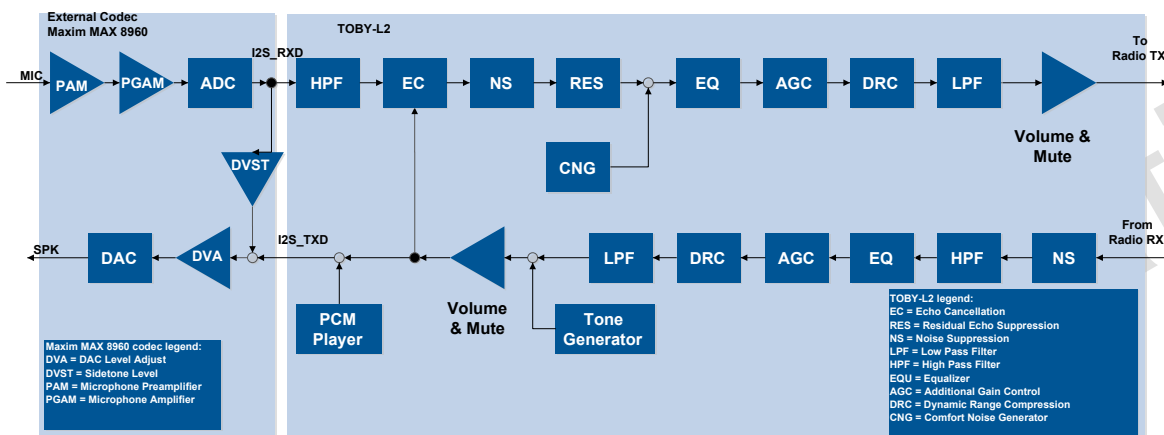 External Codec
Maxim MAX 8960
TOBY-L2
I2S_RXD
To
Radio TX
MIC
PAM
PGAM
ADC
HPF
EC
NS
RES
EQ
AGC
DRC
LPF
Volume &
Mute
DVST
CNG
I2S_TXD
From
Radio RX
SPK
DAC
DVA
LPF
DRC
AGC
EQ
HPF
NS
Volume
& Mute
PCM
Player
Tone
Generator
Maxim MAX 8960 codec legend:
DVA = DAC Level Adjust
DVST = Sidetone Level
PAM = Microphone Preamplifier
PGAM = Microphone Amplifier
TOBY-L2 legend:
EC = Echo Cancellation
RES = Residual Echo Suppression
NS = Noise Suppression
LPF = Low Pass Filter
HPF = High Pass Filter
EQU = Equalizer
AGC = Additional Gain Control
DRC = Dynamic Range Compression
CNG = Comfort Noise Generator